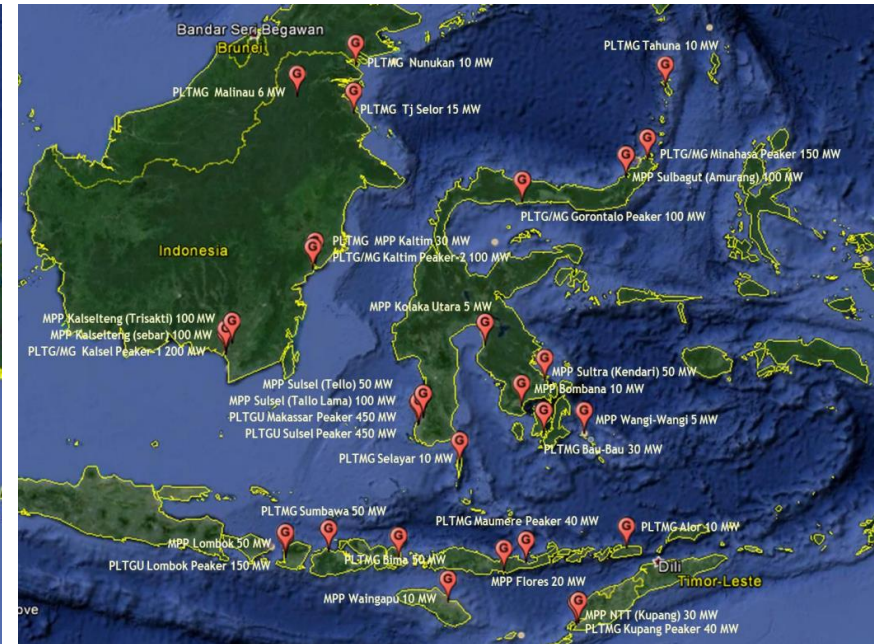 Bandar Seri Begawan
Brunei
PLTMG Tahuna 10 MW
PLTMG Nunukan 10 MW
PLTMG Malinau 6 MW
PLTMG Tj Selor 15 MW
PLTG/MG Minahasa Peaker 150 MW
MPP Sulbagut (Amurang) 100 MW
PLTG/MG Gorontalo Peaker 100 MW
Indonesia
PLTMG MPP Kaltim 30 MW
PLTG/MG Kaltim Peaker-2 100 MW
MPP Kolaka Utara 5 MW
MPP Kalselteng (Trisakti) 100 MW
MPP Kalselteng (sebar) 100 MW
PLTG/MG Kalsel Peaker-1 200 MW
MPP Sultra (Kendari) 50 MW
MPP Sulsel (Tello) 50 MW
MPP Bombana 10 MW
MPP Sulsel (Tallo Lama) 100 MW
PLTGU Makassar Peaker 450 MW
MPP Wangi-Wangi 5 MW
PLTGU Sulsel Peaker 450 MW
PLTMG Bau-Bau 30 MW
PLTMG Selayar 10 MW
PLTMG Sumbawa 50 MW
PLTMG Maumere Peaker 40 MW
PLTMG Alor 10 MW
MPP Lombok 50 MW
PLTMG Bima 50 MW
PLTGU Lombok Peaker 150 MW
Dili
MPP Flores 20 MW
Timor-Leste
MPP Waingapu 10 MW
ove
MPP NTT (Kupang) 30 MW
PLTMG Kupang Peaker 40 MW